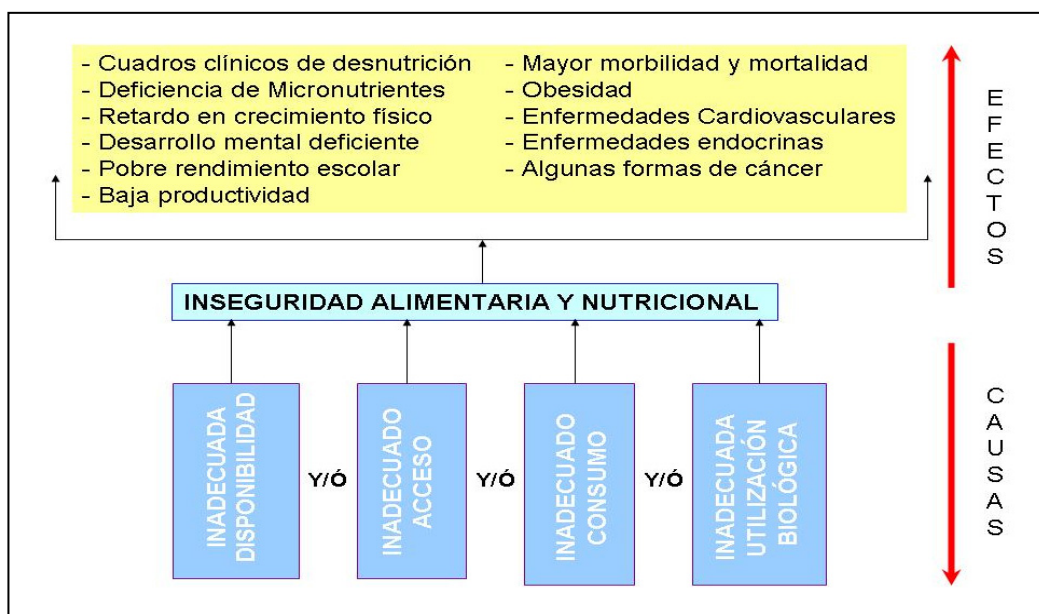 - Cuadros clínicos de desnutrición
- Deficiencia de Micronutrientes
- Retardo en crecimiento físico
- Desarrollo mental deficiente
- Pobre rendimiento escolar
- Baja productividad
- Mayor morbilidad y mortalidad
- Obesidad
- Enfermedades Cardiovasculares
- Enfermedades endocrinas
- Algunas formas de cáncer
EFECTOS
INSEGURIDAD ALIMENTARIA Y NUTRICIONAL
INADECUADA
DISPONIBILIDAD
Y/Ó
INADECUADO
ACCESO
Y/Ó
INADECUADO
CONSUMO
Y/Ó
INADECUADA
UTILIZACIÓN
BIOLÓGICA
CAUSAS